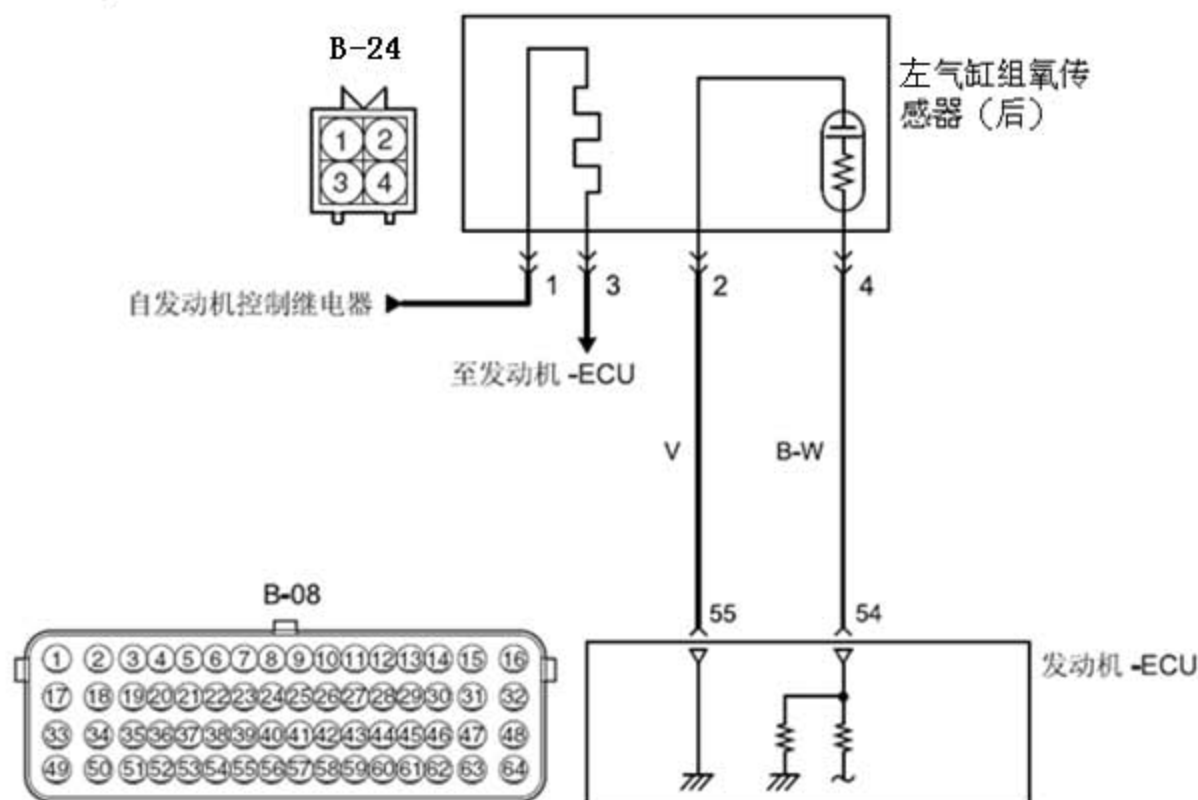 B-24
1 2
3 4
左气缸组氧传
感器（后）
1 3 2 4
自发动机控制继电器
至发动机 -ECU
V B-W
B-08
55 54
发动机 -ECU
1 2 3 4 5 6 7 8 9 10 11 12 13 14 15 16
17 18 19 20 21 22 23 24 25 26 27 28 29 30 31 32
33 34 35 36 37 38 39 40 41 42 43 44 45 46 47 48
49 50 51 52 53 54 55 56 57 58 59 60 61 62 63 64